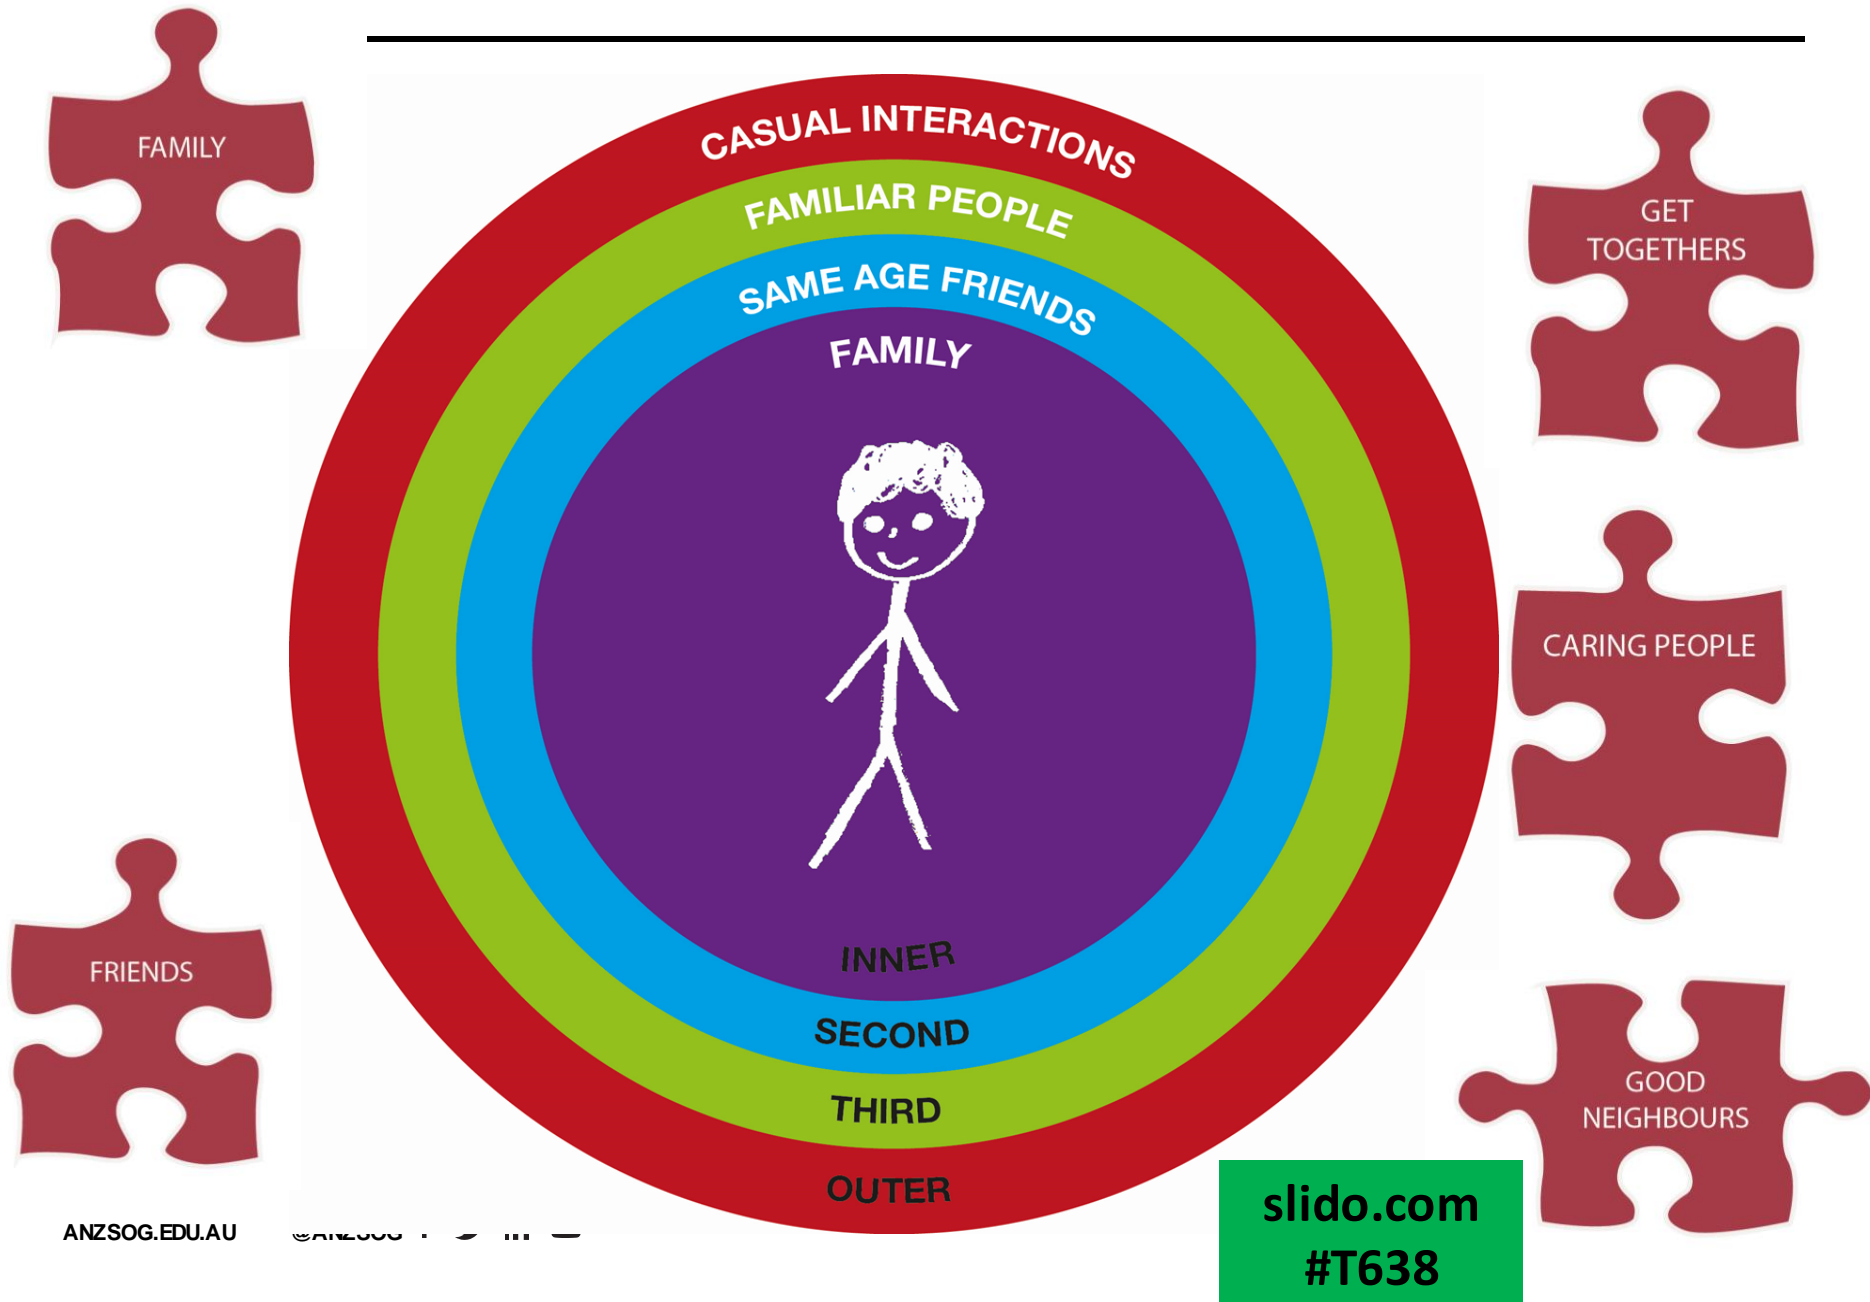 FAMILY
CASUAL INTERACTIONS
FAMILIAR PEOPLE
SAME AGE FRIENDS
FAMILY
GET
TOGETHERS
CARING PEOPLE
INNER
FRIENDS
SECOND
THIRD
GOOD
NEIGHBOURS
OUTER
slido.com
#T638
ANZSOG.EDU.AU
@ANZSOG